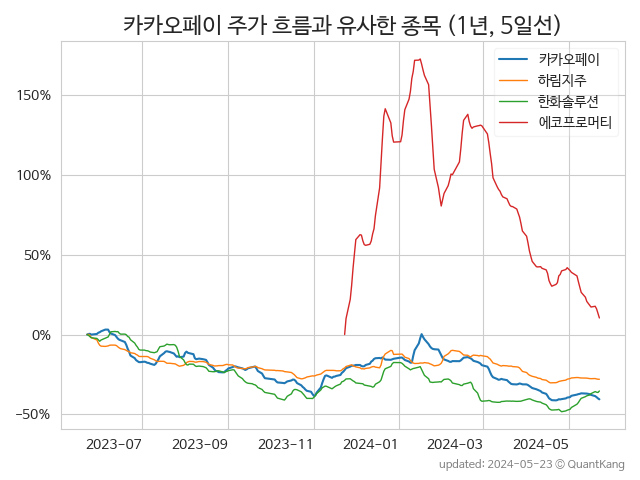 카카오페이 주가 흐름과 유사한 종목 (1년, 5일선)
카카오페이
하림지주
한화솔루션
에코프로머티
150%
100%
50%
0%
−50%
2023-07
2023-09
2023-11
2024-01
2024-03
2024-05
updated: 2024-05-23 © QuantKang